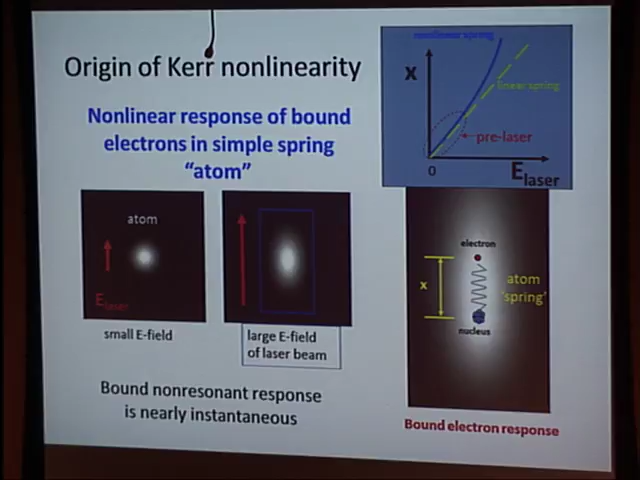 Origin of Kerr nonlinearity
Nonlinear response of bound
electrons in simple spring
"atom"
nonlinear spring
x
linear spring
pre-laser
0
E laser
atom
E laser
small E-field
large E-field
of laser beam
electron
x
atom
'spring'
nucleus
Bound nonresonant response
is nearly instantaneous
Bound electron response